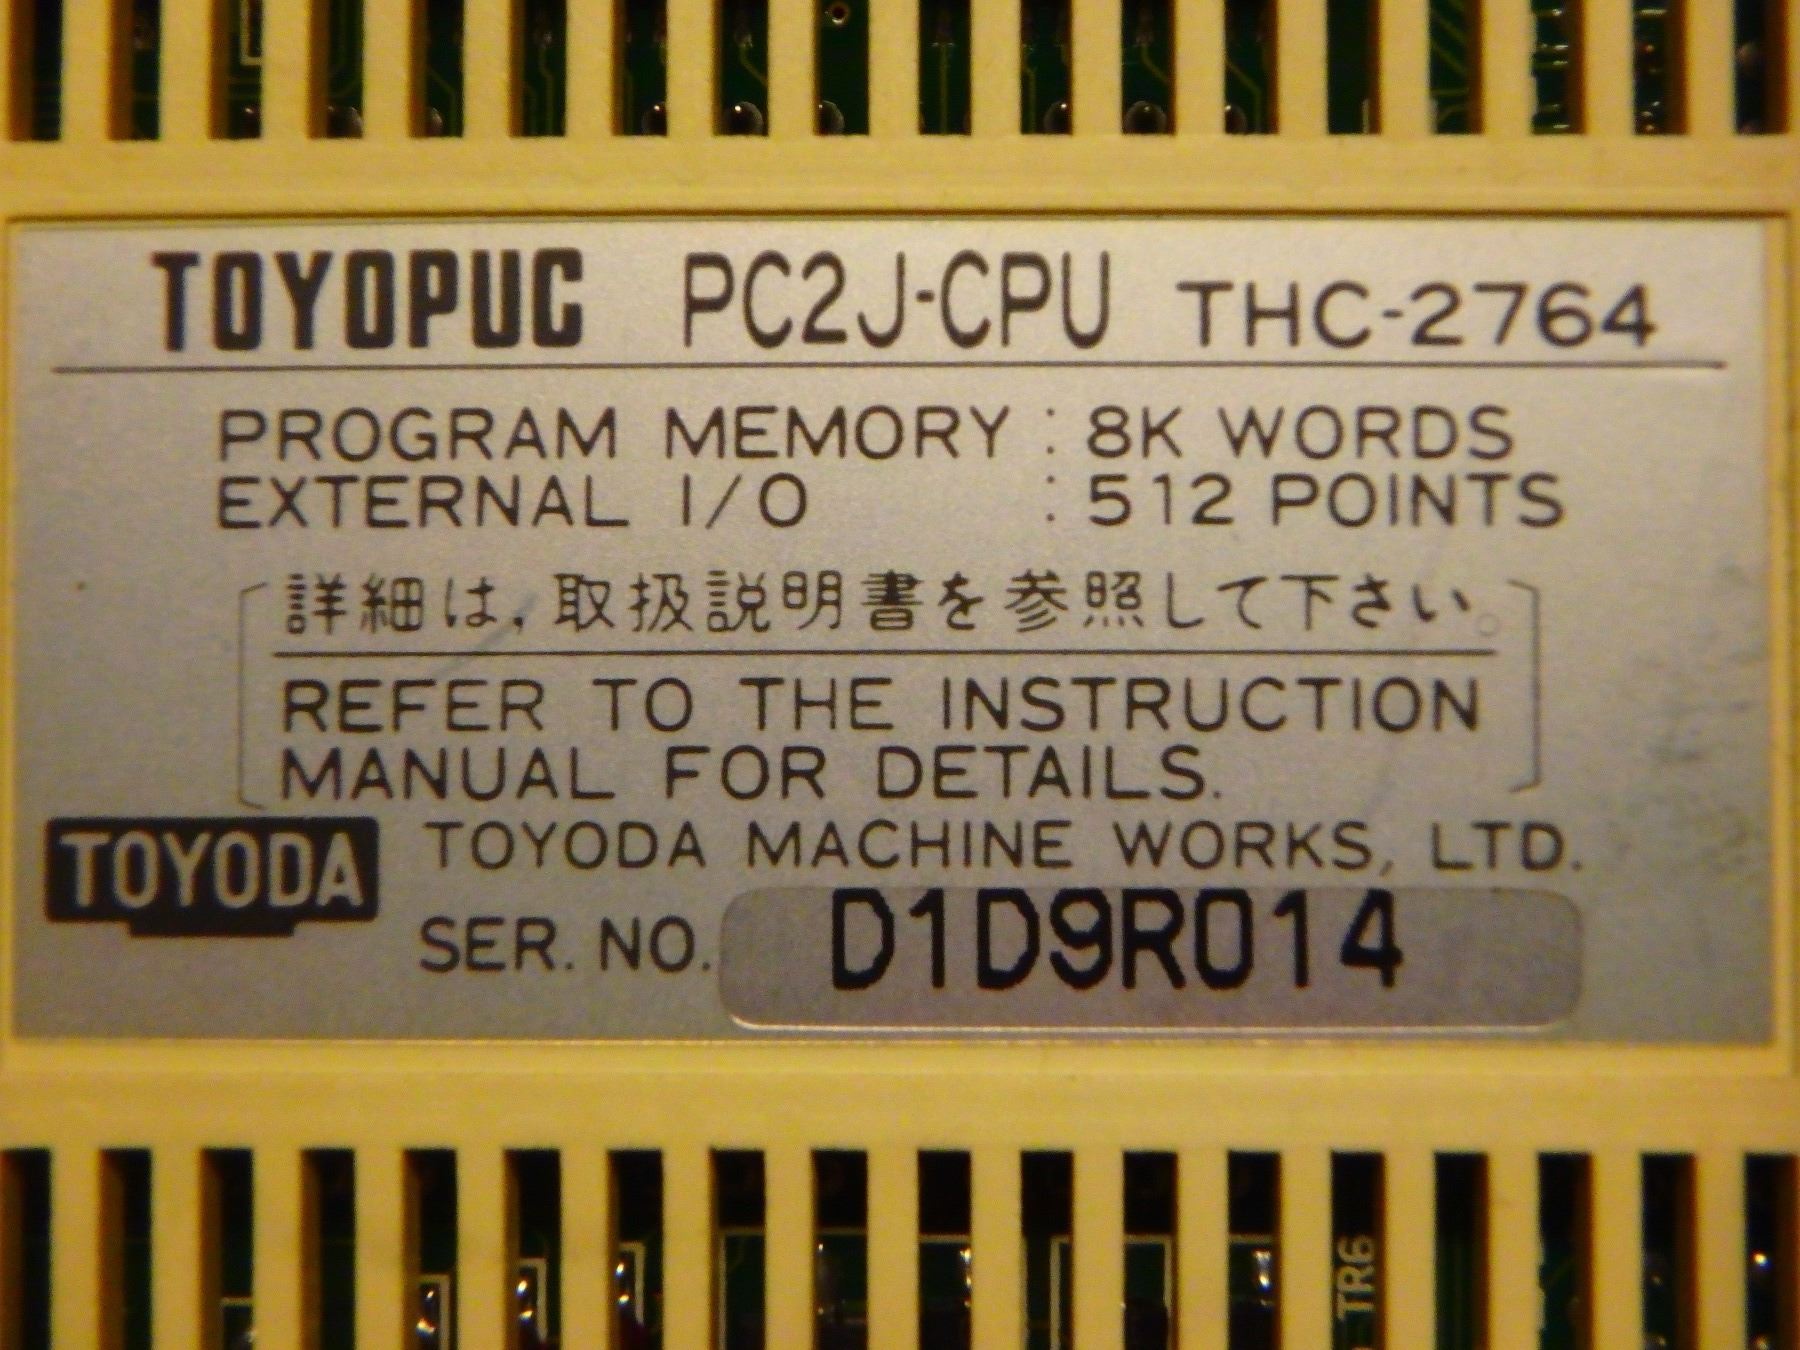 TOYOPUC PC2J-CPU THC-2764
PROGRAM MEMORY : 8K WORDS
EXTERNAL I/O : 512 POINTS
詳細は,取扱説明書を参照して下さい。
REFER TO THE INSTRUCTION
MANUAL FOR DETAILS.
TOYODA TOYODA MACHINE WORKS, LTD.
SER. NO. D1D9R014
TR6